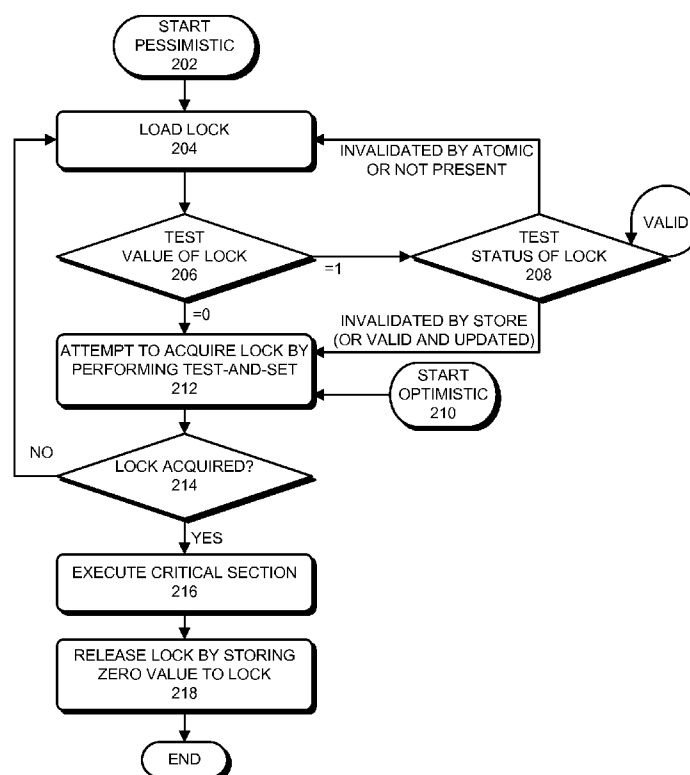 START
PESSIMISTIC
202
LOAD LOCK
204
INVALIDATED BY ATOMIC
OR NOT PRESENT
VALID
TEST
VALUE OF LOCK
206
=1
TEST
STATUS OF LOCK
208
=0
INVALIDATED BY STORE
(OR VALID AND UPDATED)
ATTEMPT TO ACQUIRE LOCK BY
PERFORMING TEST-AND-SET
212
START
OPTIMISTIC
210
NO
LOCK ACQUIRED?
214
YES
EXECUTE CRITICAL SECTION
216
RELEASE LOCK BY STORING
ZERO VALUE TO LOCK
218
END